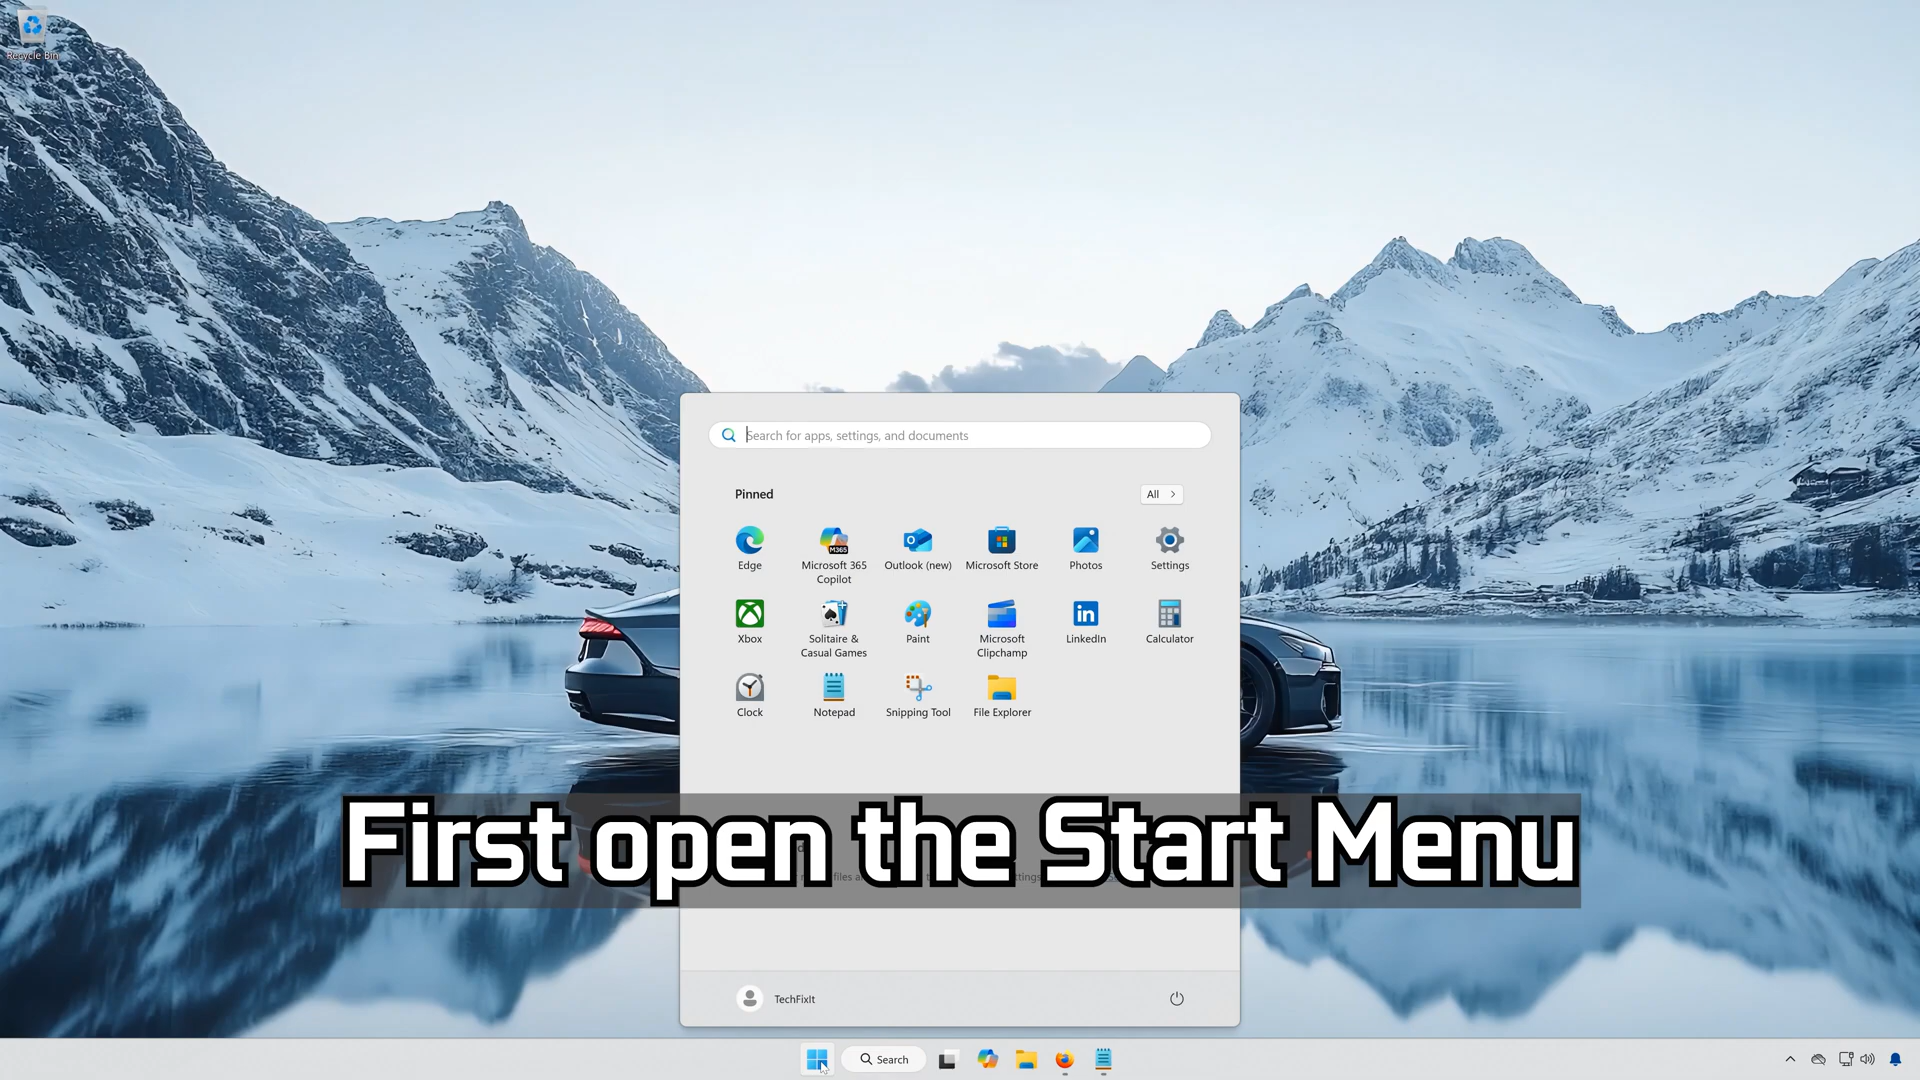 Recycle Bin
Search for apps, settings, and documents
Pinned
All
Edge
Microsoft 365
Copilot
Outlook (new)
Microsoft Store
Photos
Settings
M365
Xbox
Solitaire &
Casual Games
Paint
Microsoft
Clipchamp
LinkedIn
Calculator
Clock
Notepad
Snipping Tool
File Explorer
First open the Start Menu
TechFixIt
Search